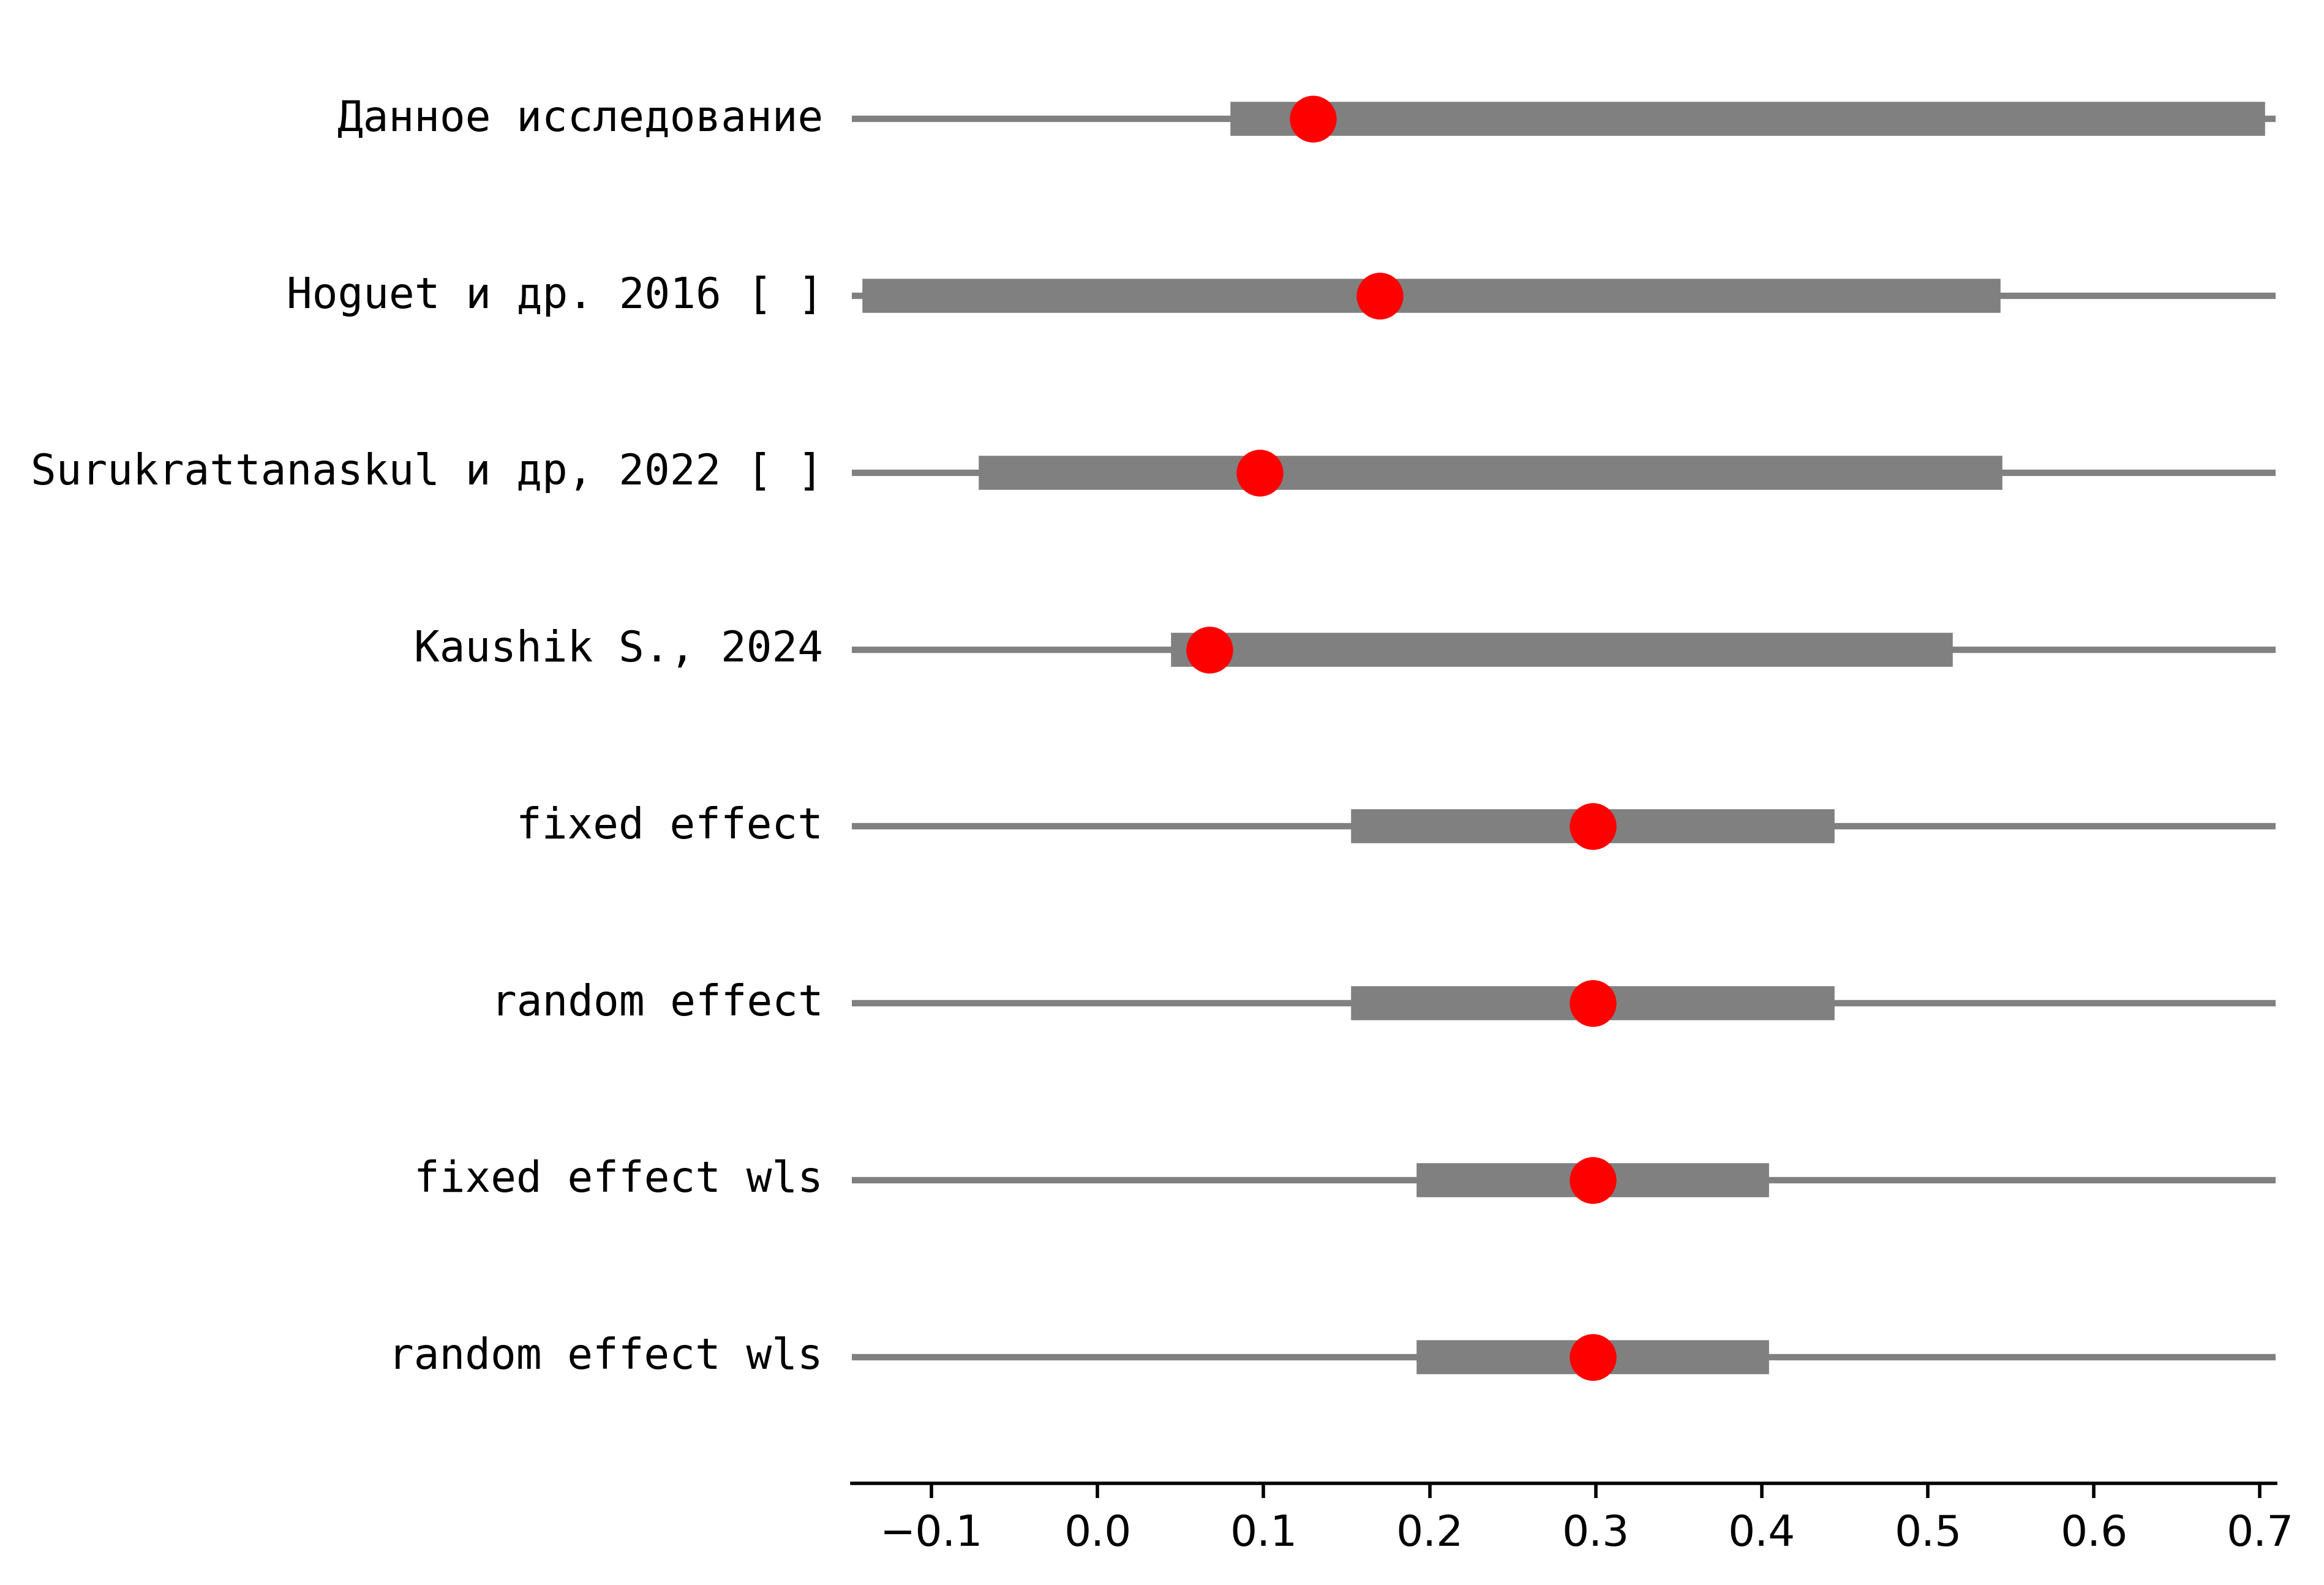 Данное исследование
Hoguet и др. 2016 [ ]
Surukrattanaskul и др, 2022 [ ]
Kaushik S., 2024
fixed effect
random effect
fixed effect wls
random effect wls
−0.1 0.0 0.1 0.2 0.3 0.4 0.5 0.6 0.7